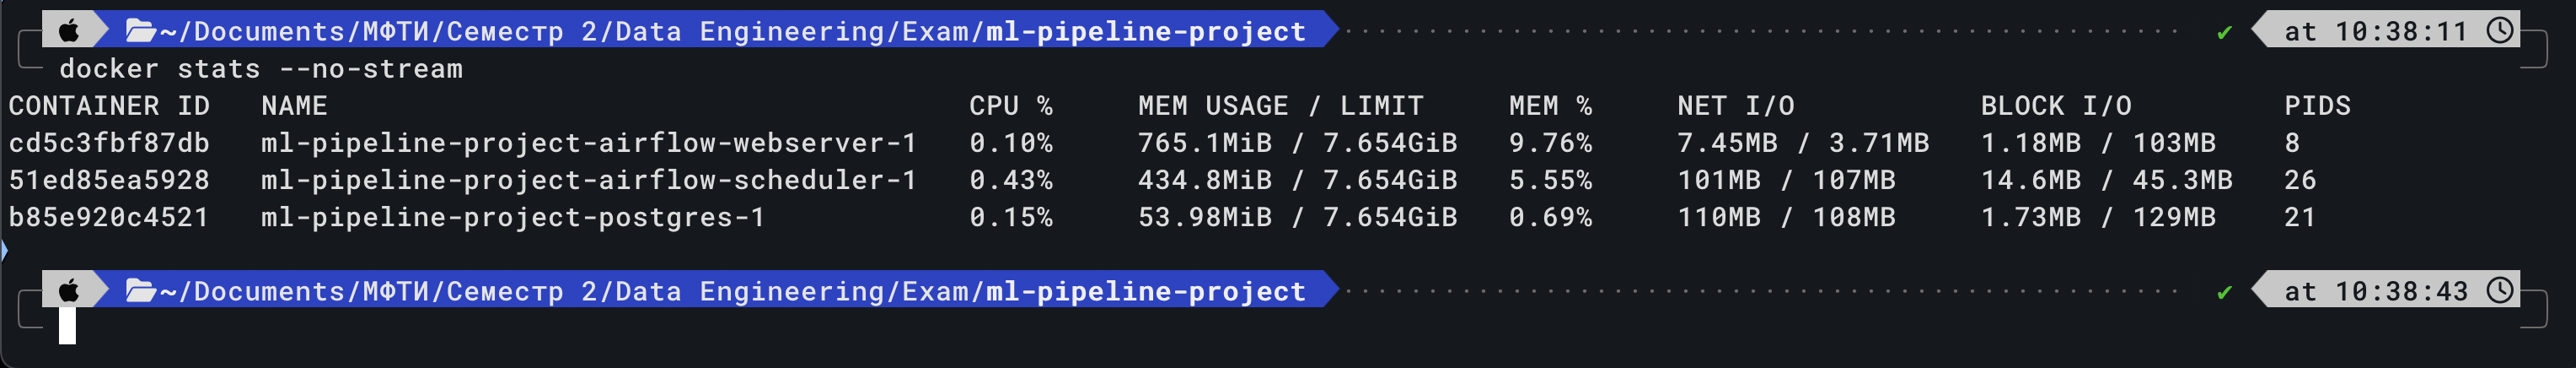 ~/Documents/МФТИ/Семестр 2/Data Engineering/Exam/ml-pipeline-project ✔ at 10:38:11
docker stats --no-stream
CONTAINER ID NAME CPU % MEM USAGE / LIMIT MEM % NET I/O BLOCK I/O PIDS
cd5c3fbf87db ml-pipeline-project-airflow-webserver-1 0.10% 765.1MiB / 7.654GiB 9.76% 7.45MB / 3.71MB 1.18MB / 103MB 8
51ed85ea5928 ml-pipeline-project-airflow-scheduler-1 0.43% 434.8MiB / 7.654GiB 5.55% 101MB / 107MB 14.6MB / 45.3MB 26
b85e920c4521 ml-pipeline-project-postgres-1 0.15% 53.98MiB / 7.654GiB 0.69% 110MB / 108MB 1.73MB / 129MB 21
~/Documents/МФТИ/Семестр 2/Data Engineering/Exam/ml-pipeline-project ✔ at 10:38:43